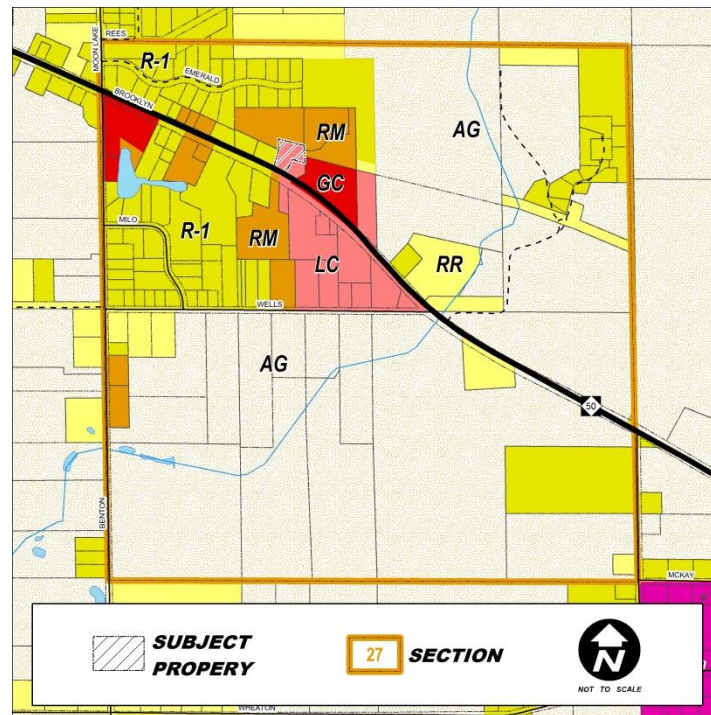 REES
MOON LAKE
R-1
EMERALD
BROOKLYN
RM
AG
GC
R-1
RM
MILO
LC
RR
WELLS
AG
50
BENTON
MCKAY
SUBJECT
PROPERY
27
SECTION
N
NOT TO SCALE
WHEATON